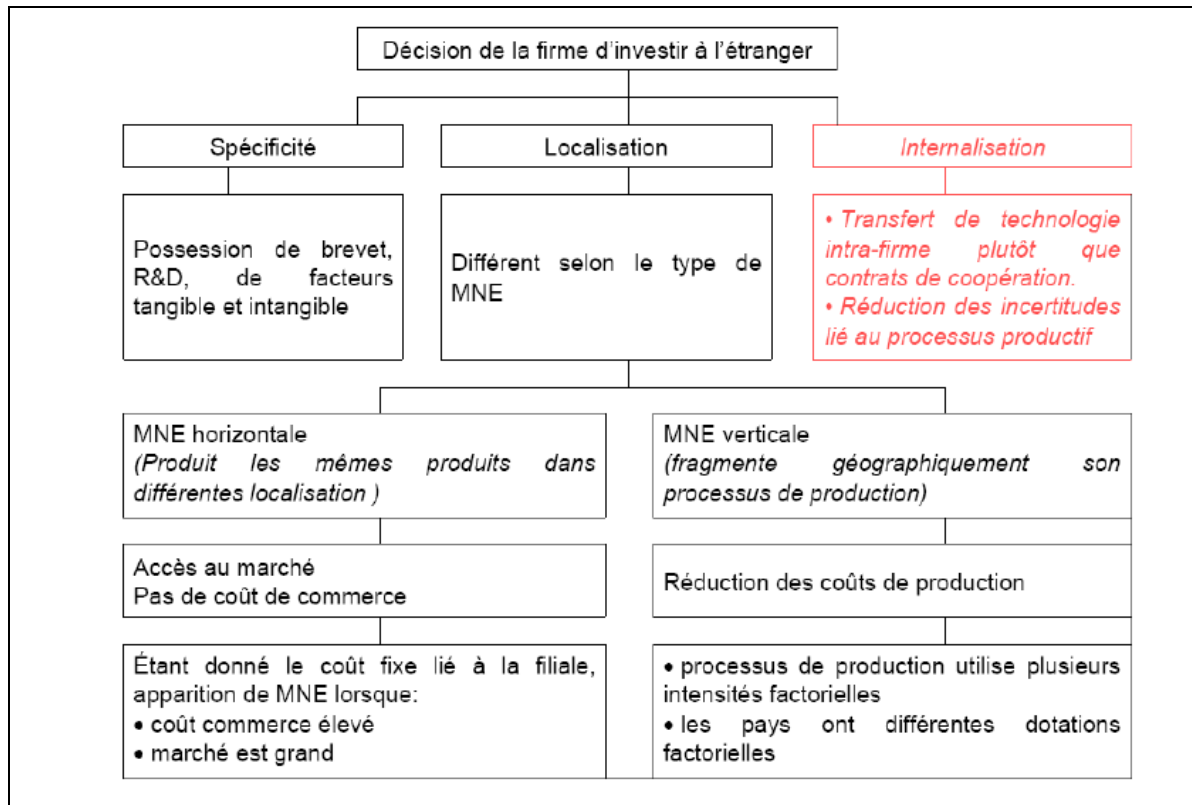 Décision de la firme d'investir à l'étranger
Spécificité
Localisation
Internalisation
Possession de brevet,
R&D, de facteurs
tangible et intangible
Différent selon le type de
MNE
• Transfert de technologie
intra-firme plutôt que
contrats de coopération.
• Réduction des incertitudes
lié au processus productif
MNE horizontale
(Produit les mêmes produits dans
différentes localisation )
MNE verticale
(fragmente géographiquement son
processus de production)
Accès au marché
Pas de coût de commerce
Réduction des coûts de production
Étant donné le coût fixe lié à la filiale,
apparition de MNE lorsque:
• coût commerce élevé
• marché est grand
• processus de production utilise plusieurs
intensités factorielles
• les pays ont différentes dotations
factorielles